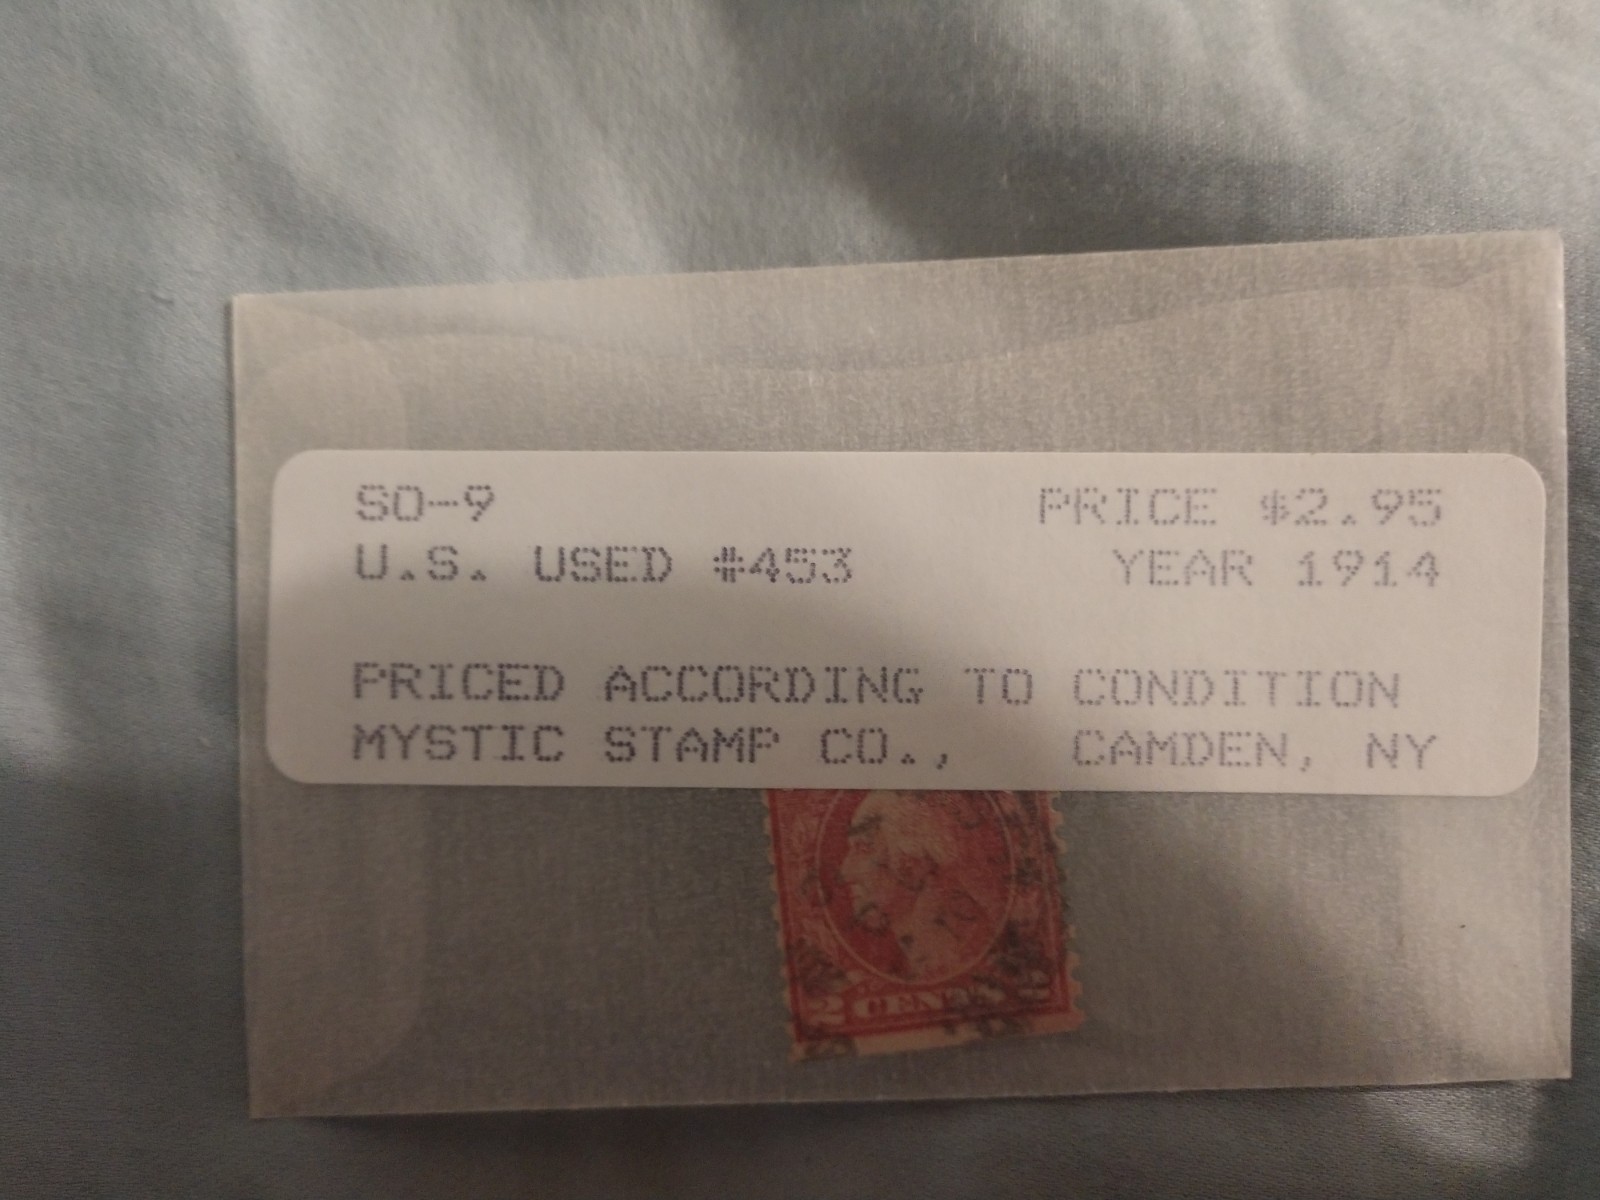 SO-9 PRICE $2.95
U.S. USED #453 YEAR 1914
PRICED ACCORDING TO CONDITION
MYSTIC STAMP CO., CAMDEN, NY
2 CENTS 2